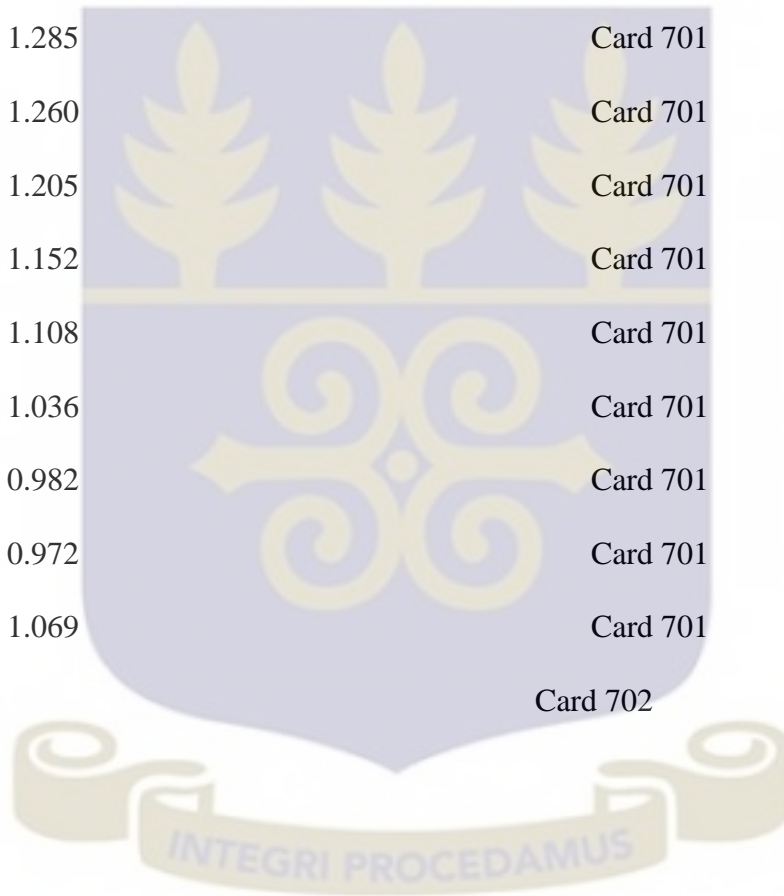 1.285 Card 701
1.260 Card 701
1.205 Card 701
1.152 Card 701
1.108 Card 701
1.036 Card 701
0.982 Card 701
0.972 Card 701
1.069 Card 701
Card 702
INTEGRI PROCEDAMUS